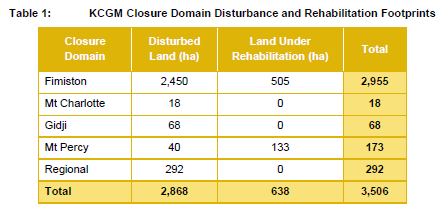 Table 1: KCGM Closure Domain Disturbance and Rehabilitation Footprints
Closure Domain Disturbed Land (ha) Land Under Rehabilitation (ha) Total
Fimiston 2,450 505 2,955
Mt Charlotte 18 0 18
Gidji 68 0 68
Mt Percy 40 133 173
Regional 292 0 292
Total 2,868 638 3,506